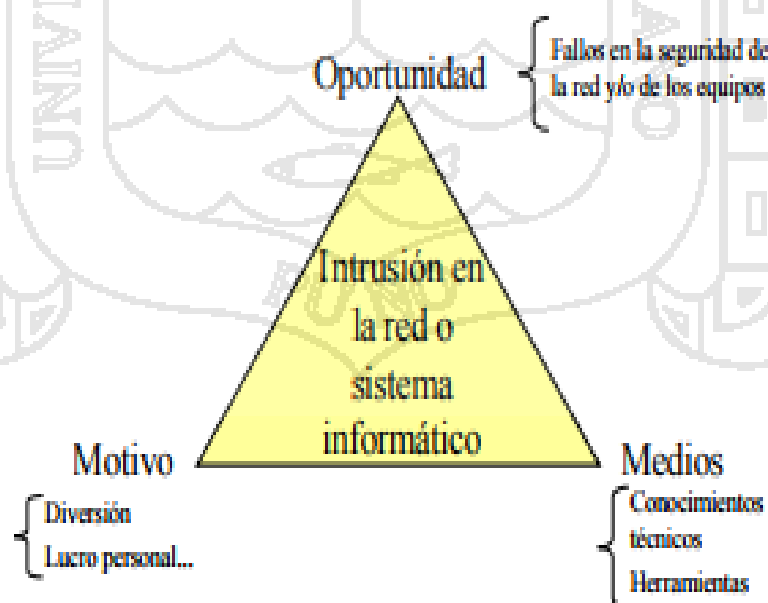 Oportunidad
Fallos en la seguridad de
la red y/o de los equipos
Intrusión en
la red o
sistema
informático
Motivo
Diversión
Lucro personal...
Medios
Conocimientos
técnicos
Herramientas